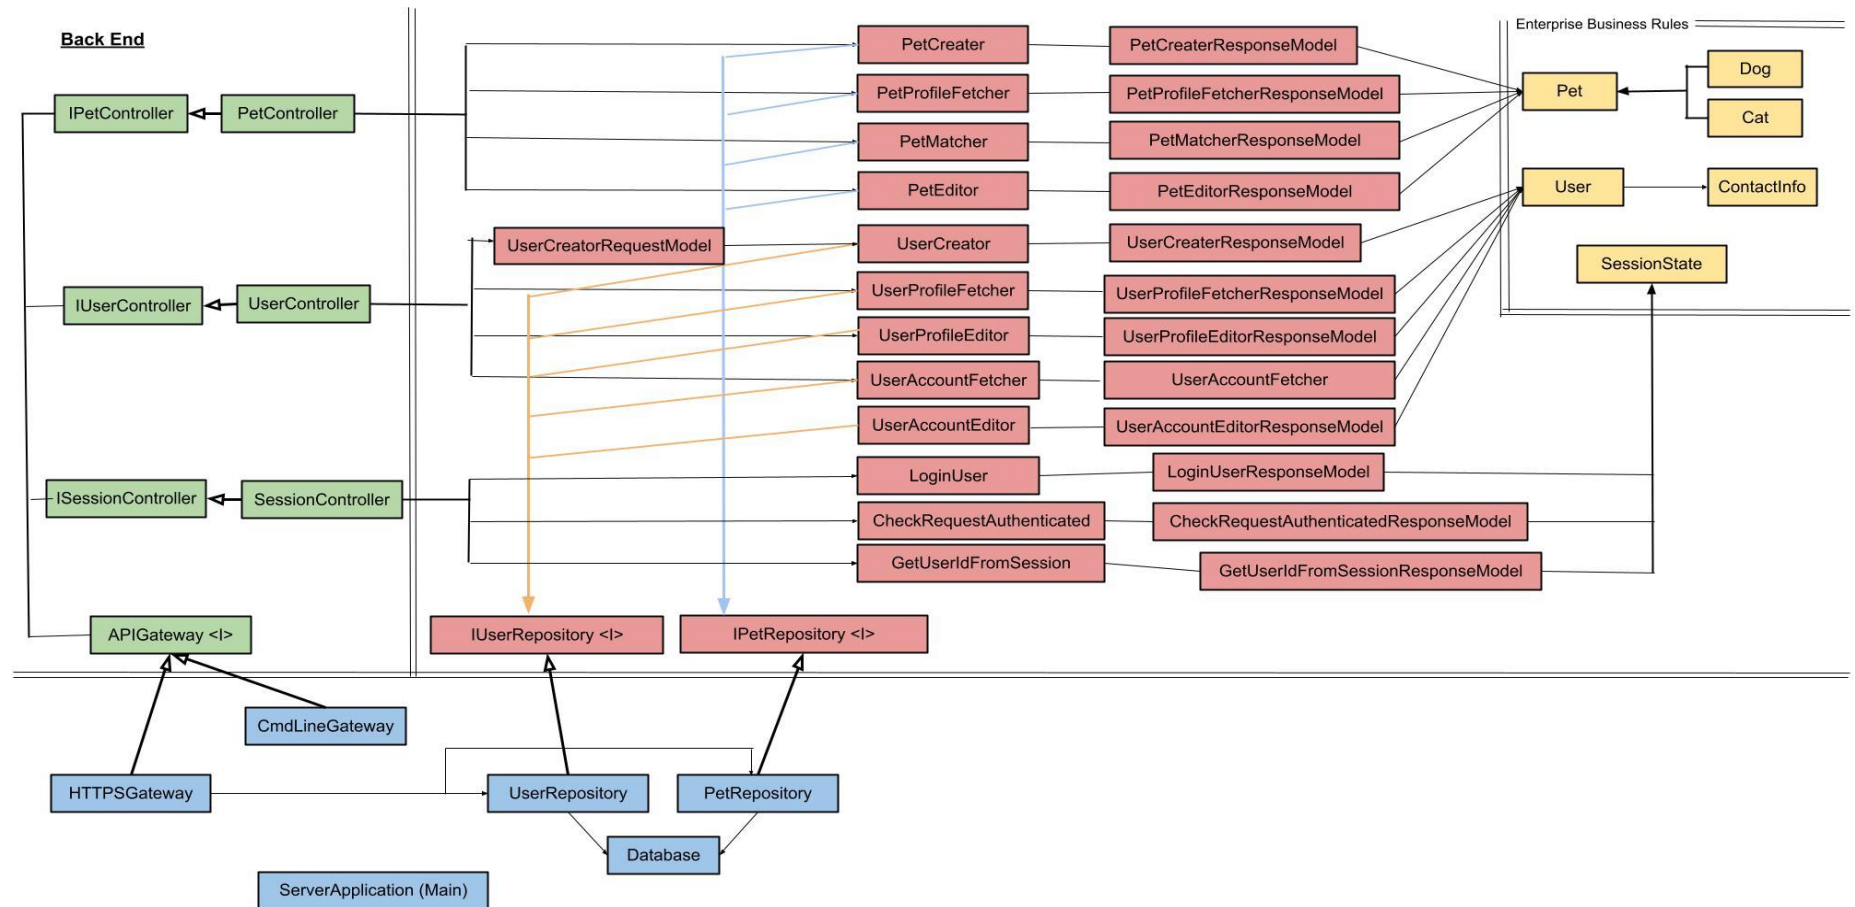 Back End
Enterprise Business Rules
PetCreater
PetCreaterResponseModel
Dog
IPetController
PetController
PetProfileFetcher
PetProfileFetcherResponseModel
Pet
Cat
PetMatcher
PetMatcherResponseModel
PetEditor
PetEditorResponseModel
User
ContactInfo
UserCreatorRequestModel
UserCreator
UserCreaterResponseModel
SessionState
IUserController
UserController
UserProfileFetcher
UserProfileFetcherResponseModel
UserProfileEditor
UserProfileEditorResponseModel
UserAccountFetcher
UserAccountFetcher
UserAccountEditor
UserAccountEditorResponseModel
ISessionController
SessionController
LoginUser
LoginUserResponseModel
CheckRequestAuthenticated
CheckRequestAuthenticatedResponseModel
GetUserIdFromSession
GetUserIdFromSessionResponseModel
APIGateway <I>
IUserRepository <I>
IPetRepository <I>
CmdLineGateway
HTTPSGateway
UserRepository
PetRepository
Database
ServerApplication (Main)